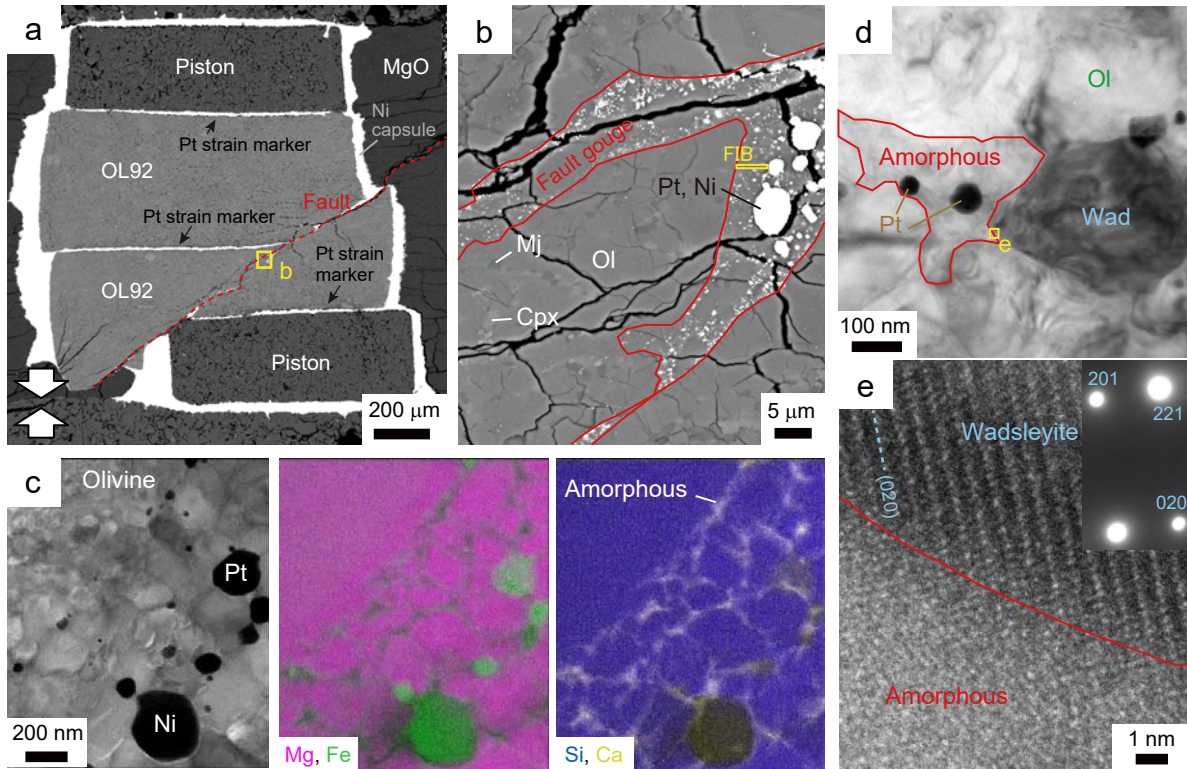 a
Piston
MgO
Pt strain marker
Ni
capsule
OL92
Fault
Pt strain marker
b
Pt strain
marker
OL92
Piston
200 μm
b
Fault gouge
FIB
Pt, Ni
Mj
Ol
Cpx
5 μm
d
Ol
Amorphous
Pt
Wad
e
100 nm
c
Olivine
Pt
Ni
200 nm
Mg, Fe
Amorphous
Si, Ca
e
201
221
Wadsleyite
(020)
020
Amorphous
1 nm